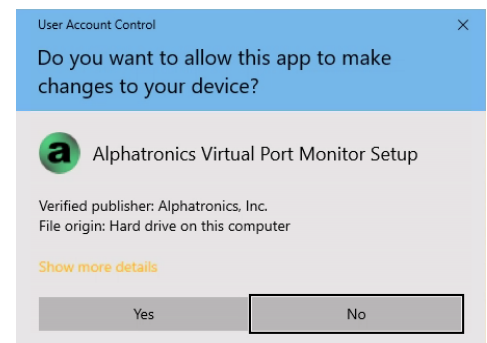 User Account Control
Do you want to allow this app to make
changes to your device?
a
Alphatronics Virtual Port Monitor Setup
Verified publisher: Alphatronics, Inc.
File origin: Hard drive on this computer
Show more details
Yes
No